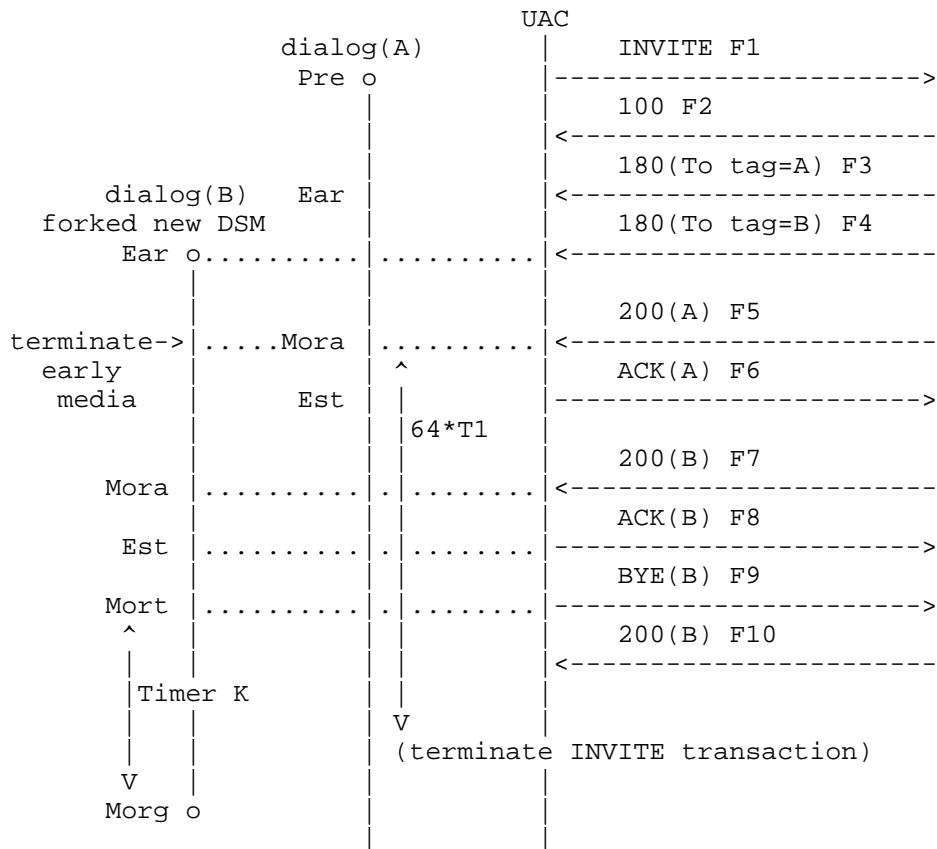 UAC
dialog(A) INVITE F1
Pre
100 F2
180(To tag=A) F3
dialog(B) Ear
forked new DSM 180(To tag=B) F4
Ear
200(A) F5
terminate-> Mora
early ACK(A) F6
media Est
64*T1
200(B) F7
Mora
ACK(B) F8
Est
BYE(B) F9
Mort
200(B) F10
Timer K
(terminate INVITE transaction)
Morg